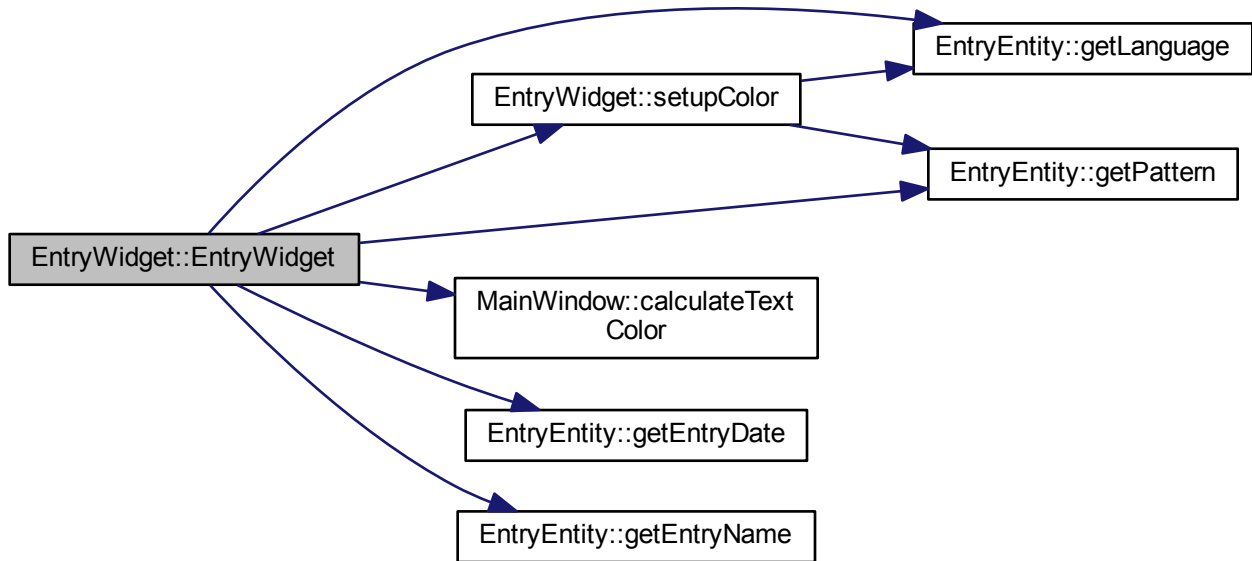 EntryEntity::getLanguage
EntryWidget::setupColor
EntryEntity::getPattern
EntryWidget::EntryWidget
MainWindow::calculateText
Color
EntryEntity::getEntryDate
EntryEntity::getEntryName